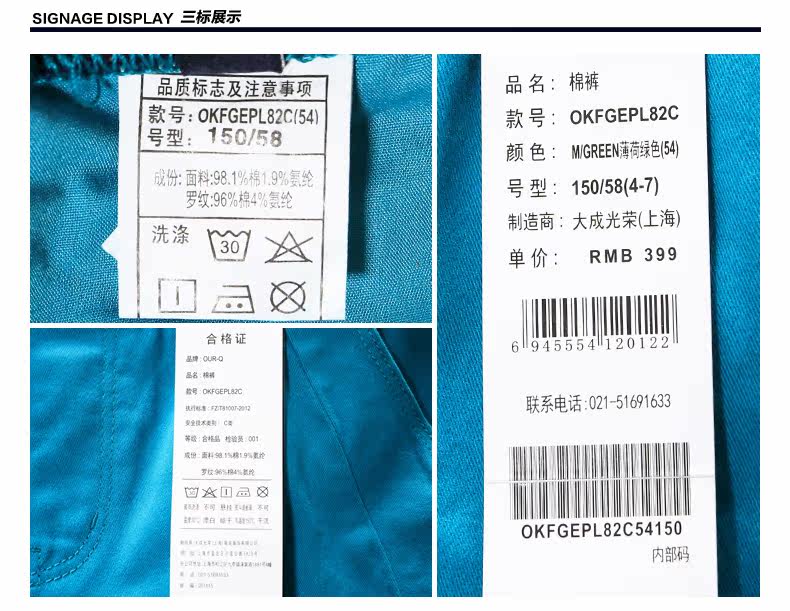 SIGNAGE DISPLAY 三标展示
品质标志及注意事项
款号: OKFGEPL82C(54)
号型: 150/58
成份: 面料:98.1%棉1.9%氨纶
罗纹:96%棉4%氨纶
洗涤
30
合格证
品牌: OUR-Q
品名: 棉裤
款号: OKFGEPL82C
执行标准: FZ/T81007-2012
安全技术类别: C类
等级: 合格品 检验员: 001
成份: 面料:98.1%棉1.9%氨纶
罗纹:96%棉4%氨纶
品名: 棉裤
款号: OKFGEPL82C
颜色: M/GREEN薄荷绿色(54)
号型: 150/58(4-7)
制造商: 大成光荣(上海)
单价: RMB 399
6 945554 120122
联系电话:021-51691633
OKFGEPL82C54150
内部码